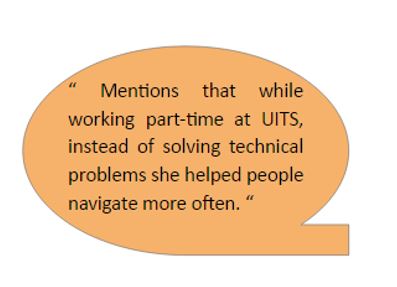 “ Mentions that while
working part-time at UITS,
instead of solving technical
problems she helped people
navigate more often. “